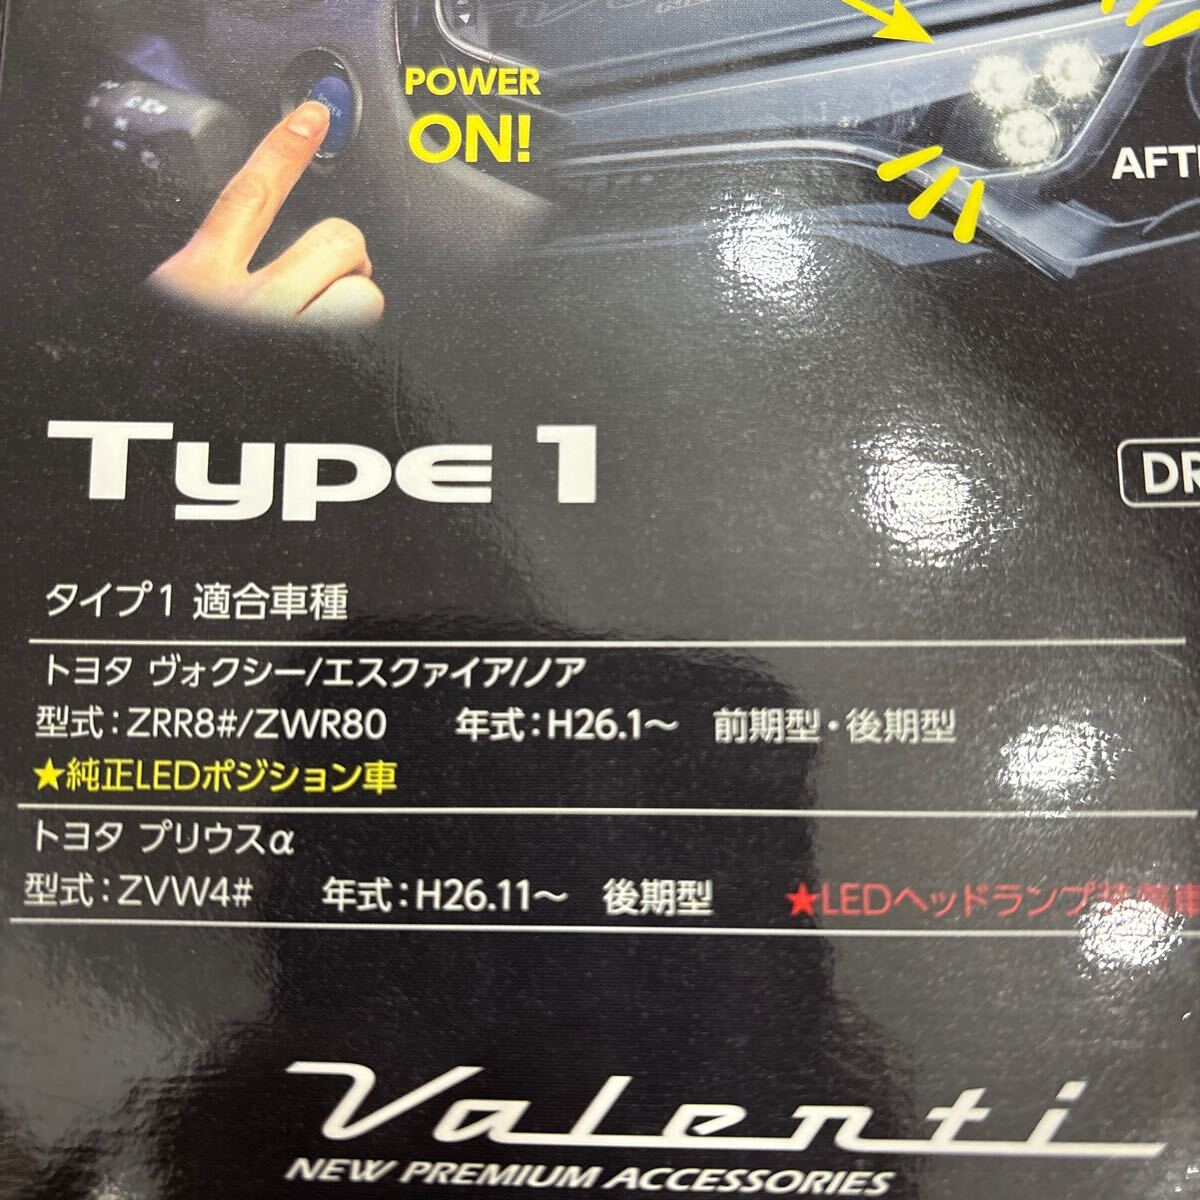 POWER
ON!
POWER
AFT
Type 1
DR
タイプ1 適合車種
トヨタ ヴォクシー/エスクァイア/ノア
型式:ZRR8#/ZWR80 年式:H26.1～ 前期型・後期型
★純正LEDポジション車
トヨタ プリウスα
型式:ZVW4# 年式:H26.11～ 後期型 ★LEDヘッドランプ装備車
Valenti
NEW PREMIUM ACCESSORIES